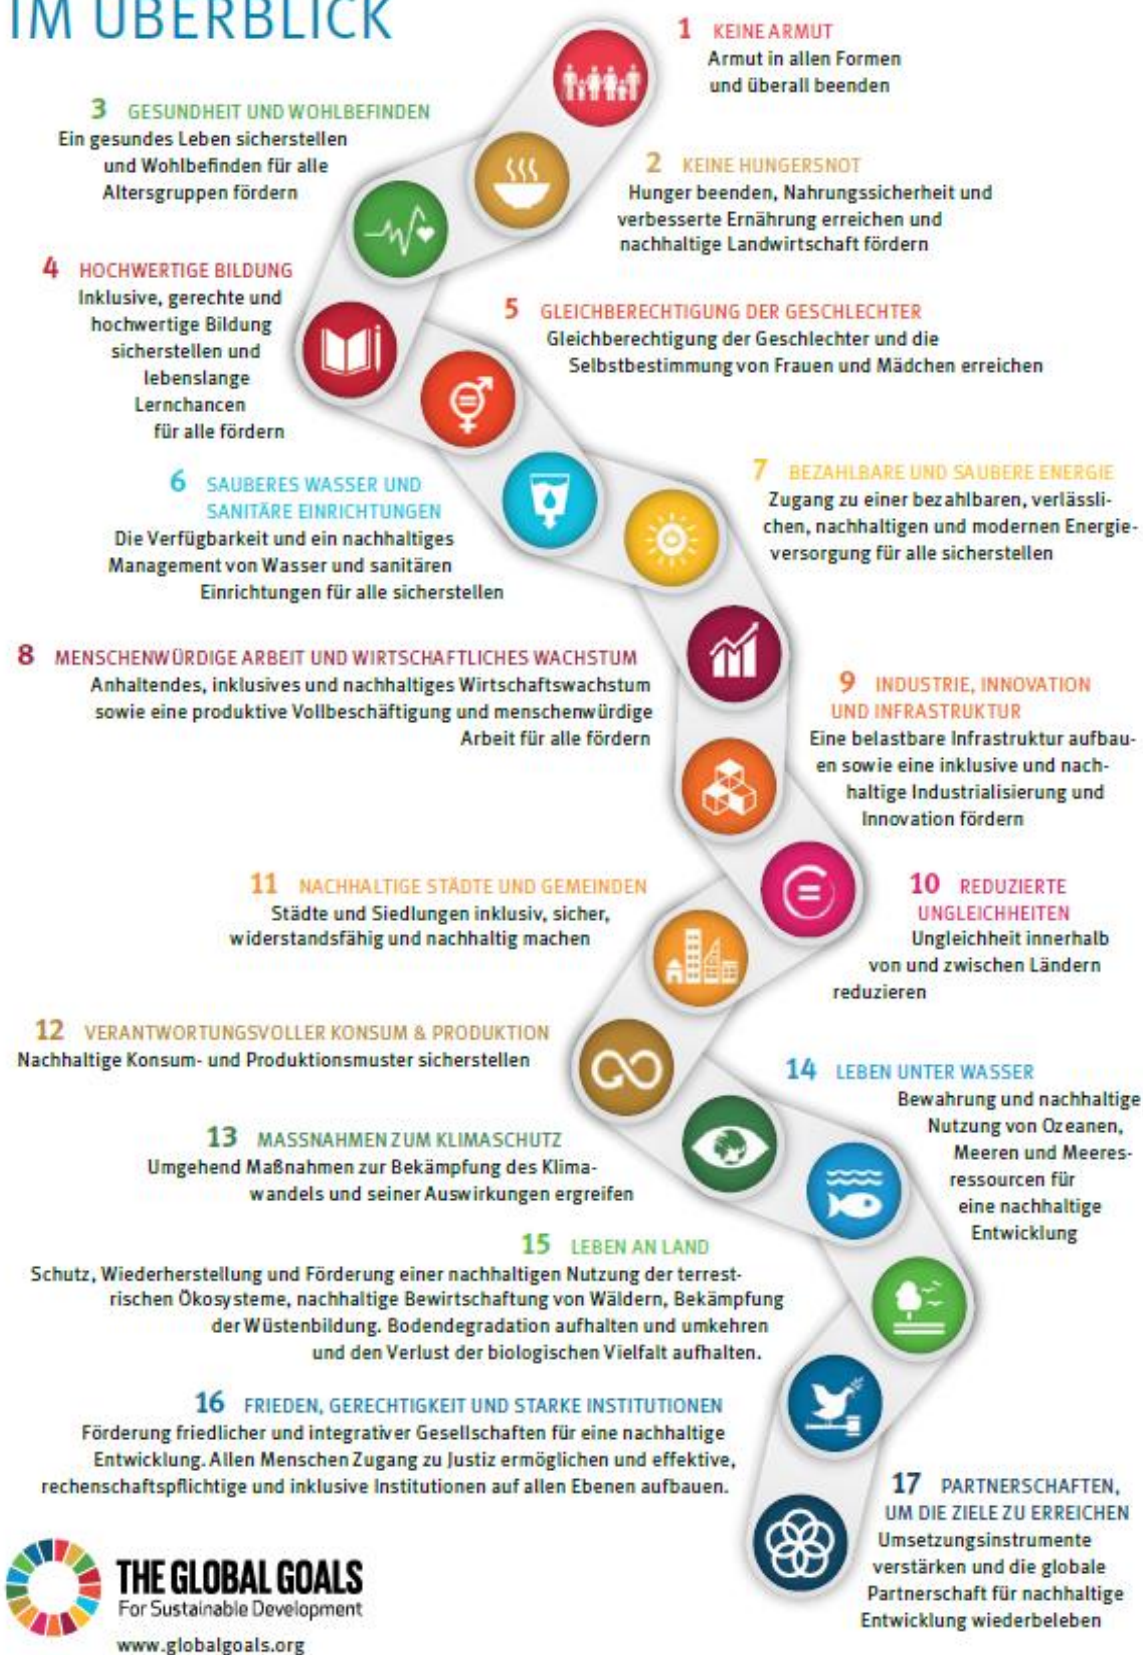 IM ÜBERBLICK
1 KEINE ARMUT
Armut in allen Formen
und überall beenden
2 KEINE HUNGERSNOT
Hunger beenden, Nahrungssicherheit und
verbesserte Ernährung erreichen und
nachhaltige Landwirtschaft fördern
3 GESUNDHEIT UND WOHLBEFINDEN
Ein gesundes Leben sicherstellen
und Wohlbefinden für alle
Altersgruppen fördern
4 HOCHWERTIGE BILDUNG
Inklusive, gerechte und
hochwertige Bildung
sicherstellen und
lebenslange
Lernchancen
für alle fördern
5 GLEICHBERECHTIGUNG DER GESCHLECHTER
Gleichberechtigung der Geschlechter und die
Selbstbestimmung von Frauen und Mädchen erreichen
6 SAUBERES WASSER UND
SANITÄRE EINRICHTUNGEN
Die Verfügbarkeit und ein nachhaltiges
Management von Wasser und sanitären
Einrichtungen für alle sicherstellen
7 BEZAHLBARE UND SAUBERE ENERGIE
Zugang zu einer bezahlbaren, verlässli-
chen, nachhaltigen und modernen Energie-
versorgung für alle sicherstellen
8 MENSCHENWÜRDIGE ARBEIT UND WIRTSCHAFTLICHES WACHSTUM
Anhaltendes, inklusives und nachhaltiges Wirtschaftswachstum
sowie eine produktive Vollbeschäftigung und menschenwürdige
Arbeit für alle fördern
9 INDUSTRIE, INNOVATION
UND INFRASTRUKTUR
Eine belastbare Infrastruktur aufbau-
en sowie eine inklusive und nach-
haltige Industrialisierung und
Innovation fördern
10 REDUZIERTE
UNGLEICHHEITEN
Ungleichheit innerhalb
von und zwischen Ländern
reduzieren
11 NACHHALTIGE STÄDTE UND GEMEINDEN
Städte und Siedlungen inklusiv, sicher,
widerstandsfähig und nachhaltig machen
12 VERANTWORTUNGSVOLLER KONSUM & PRODUKTION
Nachhaltige Konsum- und Produktionsmuster sicherstellen
13 MASSNAHMEN ZUM KLIMASCHUTZ
Umgehend Maßnahmen zur Bekämpfung des Klima-
wandels und seiner Auswirkungen ergreifen
14 LEBEN UNTER WASSER
Bewahrung und nachhaltige
Nutzung von Ozeanen,
Meeren und Meeres-
ressourcen für
eine nachhaltige
Entwicklung
15 LEBEN AN LAND
Schutz, Wiederherstellung und Förderung einer nachhaltigen Nutzung der terrest-
rischen Ökosysteme, nachhaltige Bewirtschaftung von Wäldern, Bekämpfung
der Wüstenbildung. Bodendegradation aufhalten und umkehren
und den Verlust der biologischen Vielfalt aufhalten.
16 FRIEDEN, GERECHTIGKEIT UND STARKE INSTITUTIONEN
Förderung friedlicher und integrativer Gesellschaften für eine nachhaltige
Entwicklung. Allen Menschen Zugang zu Justiz ermöglichen und effektive,
rechenschaftspflichtige und inklusive Institutionen auf allen Ebenen aufbauen.
17 PARTNERSCHAFTEN,
UM DIE ZIELE ZU ERREICHEN
Umsetzungsinstrumente
verstärken und die globale
Partnerschaft für nachhaltige
Entwicklung wiederbeleben
THE GLOBAL GOALS
For Sustainable Development
www.globalgoals.org